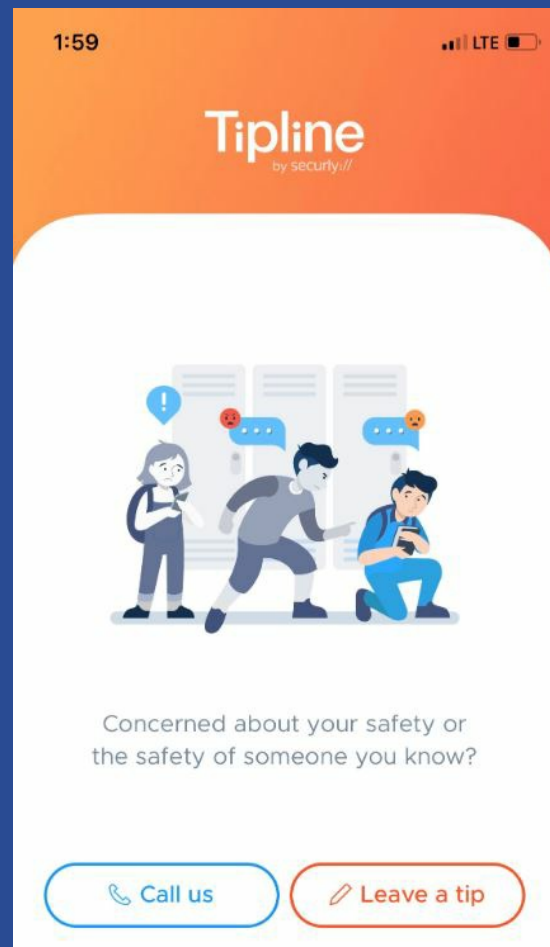 1:59
LTE
Tipline
by securly://
!
Concerned about your safety or
the safety of someone you know?
Call us
Leave a tip